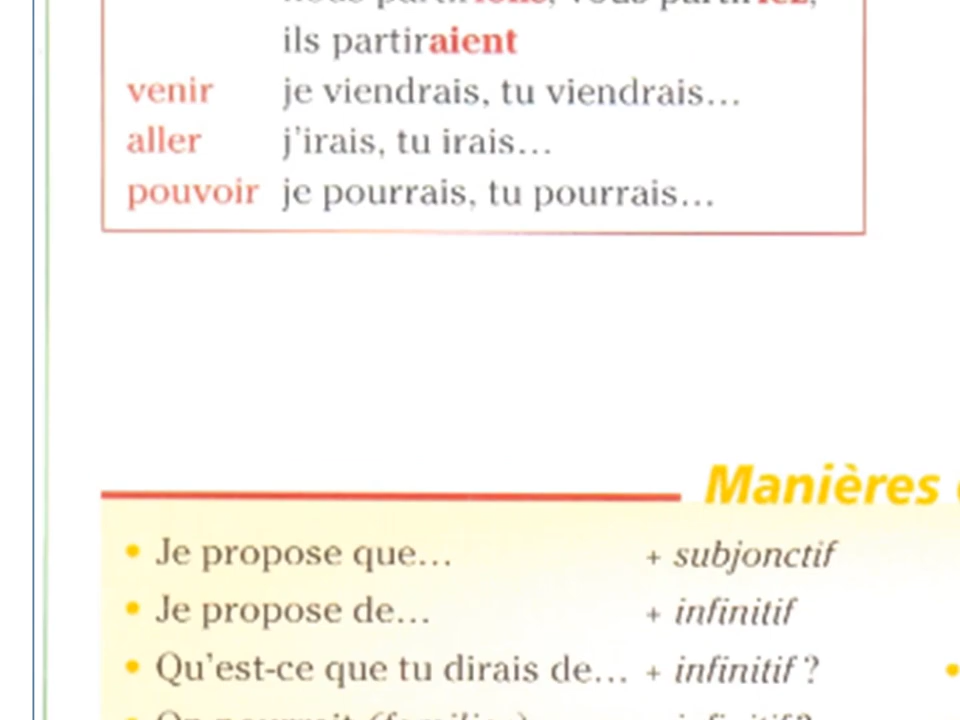 ils partiraient
venir je viendrais, tu viendrais...
aller j'irais, tu irais...
pouvoir je pourrais, tu pourrais...
Manières
• Je propose que... + subjonctif
• Je propose de... + infinitif
• Qu'est-ce que tu dirais de... + infinitif ?